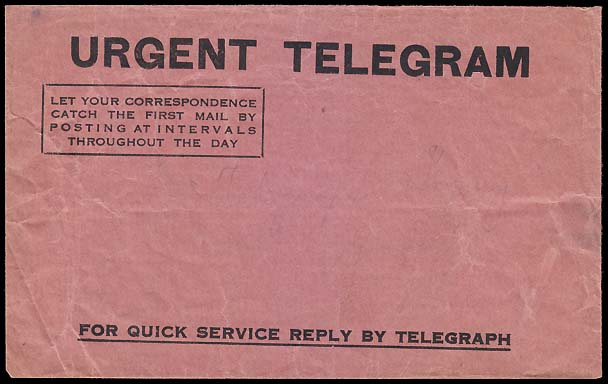 URGENT TELEGRAM
LET YOUR CORRESPONDENCE
CATCH THE FIRST MAIL BY
POSTING AT INTERVALS
THROUGHOUT THE DAY
FOR QUICK SERVICE REPLY BY TELEGRAPH